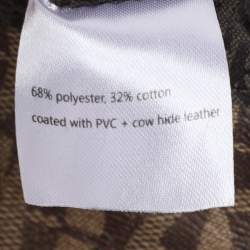 68% polyester, 32% cotton
coated with PVC + cow hide leather